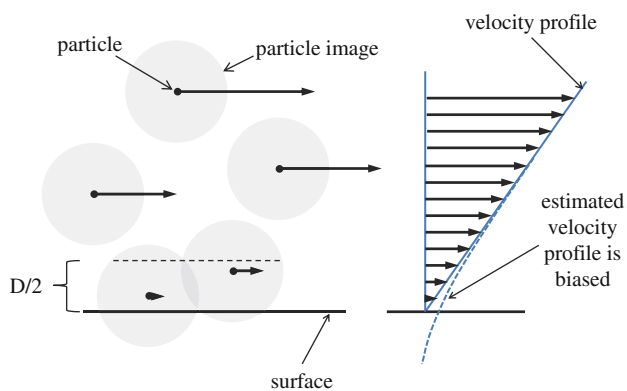 velocity profile
particle
particle image
estimated
velocity
profile is
biased
D/2
surface